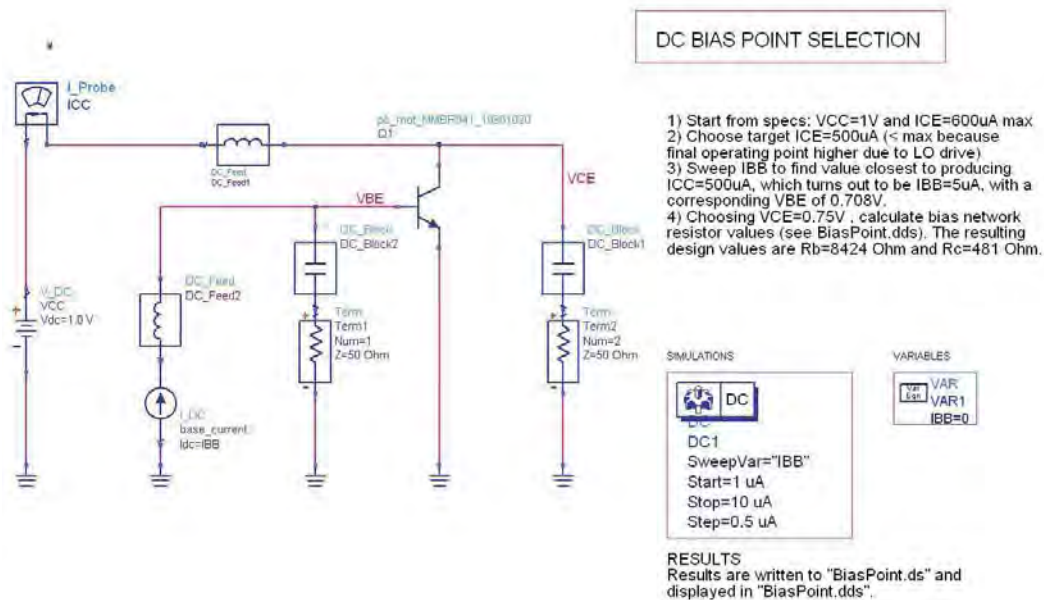 DC BIAS POINT SELECTION
I_Probe
ICC
Q1
DC_Feed
DC_Feed1
VCE
VBE
1) Start from specs: VCC=1V and ICE=600uA max
2) Choose target ICE=500uA (< max because
final operating point higher due to LO drive)
3) Sweep IBB to find value closest to producing
ICC=500uA, which turns out to be IBB=5uA, with a
corresponding VBE of 0.708V.
4) Choosing VCE=0.75V , calculate bias network
resistor values (see BiasPoint.dds). The resulting
design values are Rb=8424 Ohm and Rc=481 Ohm.
DC_Block
DC_Block2
DC_Block
DC_Block1
DC_Feed
DC_Feed2
V_DC
VCC
Vdc=1.0 V
Term
Term1
Num=1
Z=50 Ohm
Term
Term2
Num=2
Z=50 Ohm
I_DC
base_current
Idc=IBB
SIMULATIONS
DC
DC
DC1
SweepVar="IBB"
Start=1 uA
Stop=10 uA
Step=0.5 uA
VARIABLES
Var
Eqn
VAR
VAR1
IBB=0
RESULTS
Results are written to "BiasPoint.ds" and
displayed in "BiasPoint.dds".